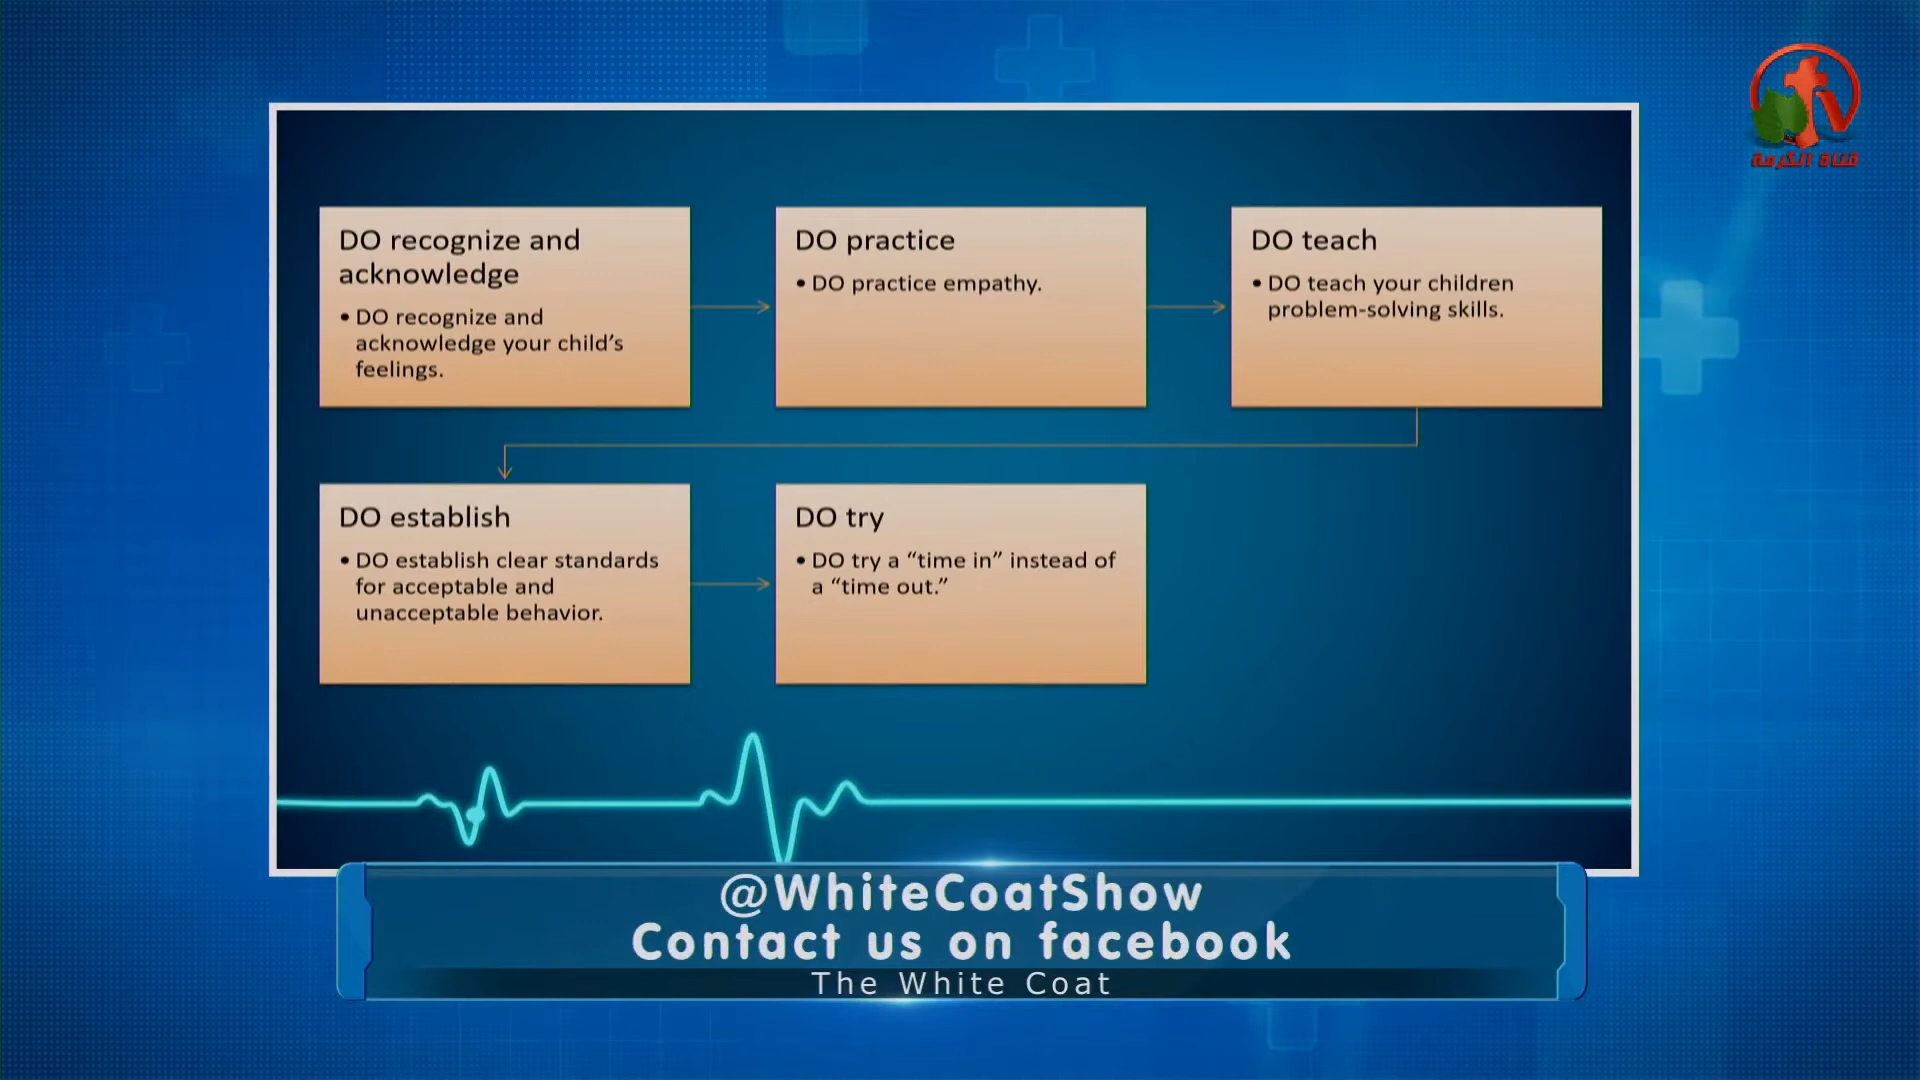 قناة الكرمة
DO recognize and
acknowledge
• DO recognize and
acknowledge your child’s
feelings.
DO practice
• DO practice empathy.
DO teach
• DO teach your children
problem-solving skills.
DO establish
• DO establish clear standards
for acceptable and
unacceptable behavior.
DO try
• DO try a “time in” instead of
a “time out.”
@WhiteCoatShow
Contact us on facebook
The White Coat